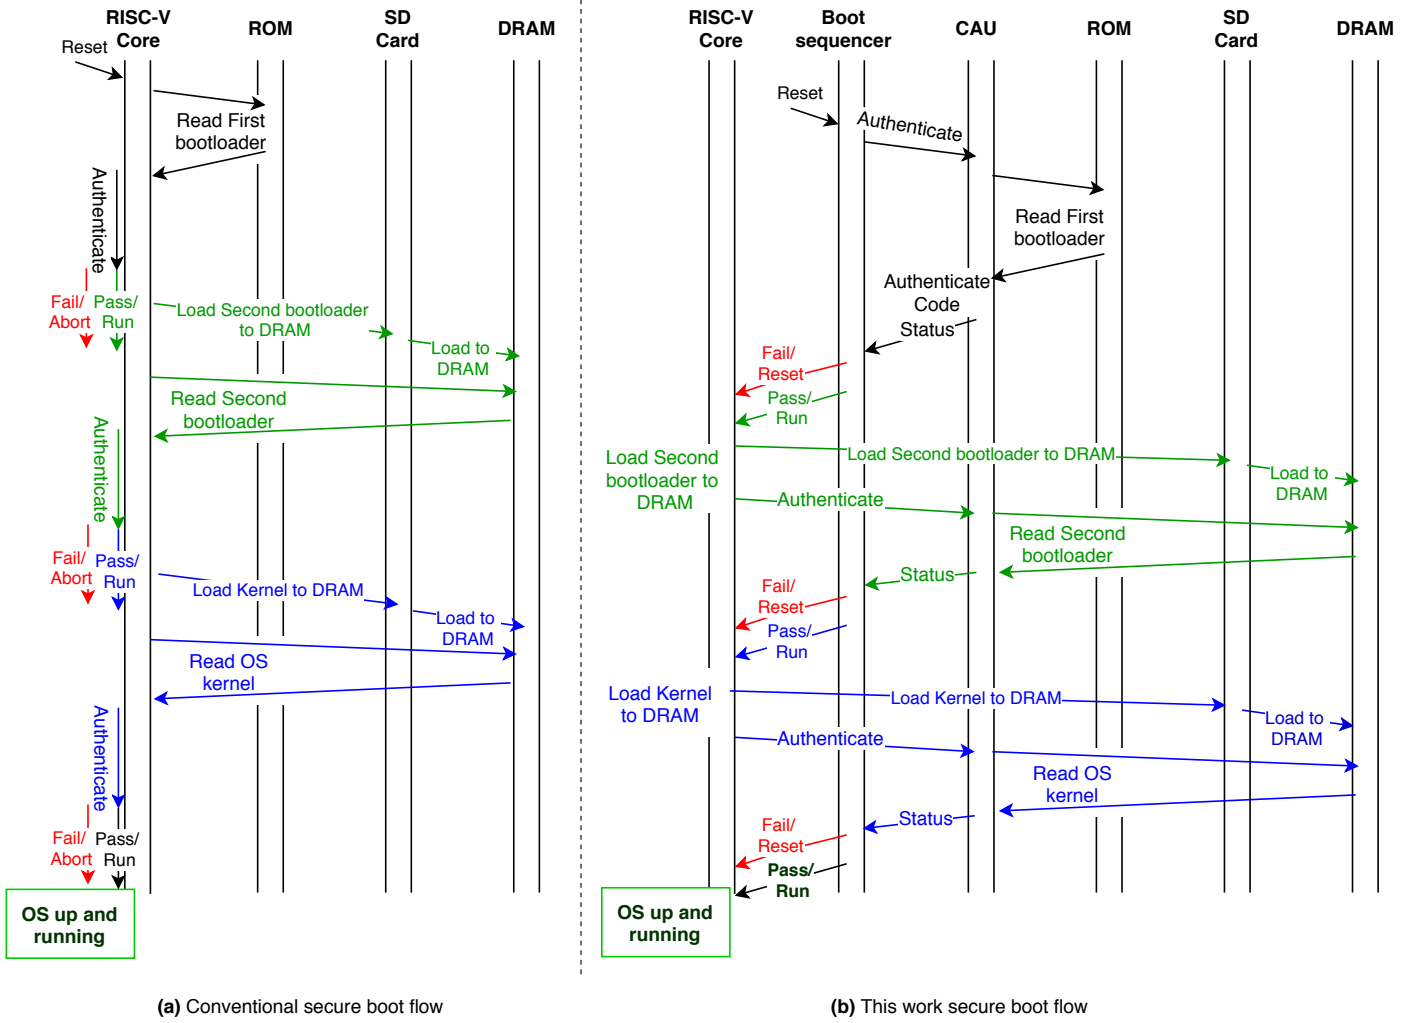 RISC-V
Core
ROM
SD
Card
DRAM
Reset
Read First
bootloader
Authenticate
Fail/
Abort
Pass/
Run
Load Second bootloader
to DRAM
Load to
DRAM
Read Second
bootloader
Authenticate
Fail/
Abort
Pass/
Run
Load Kernel to DRAM
Load to
DRAM
Read OS
kernel
Authenticate
Fail/
Abort
Pass/
Run
OS up and
running
(a) Conventional secure boot flow
RISC-V
Core
Boot
sequencer
CAU
ROM
SD
Card
DRAM
Reset
Authenticate
Read First
bootloader
Authenticate
Code
Status
Fail/
Reset
Pass/
Run
Load Second
bootloader to
DRAM
Load Second bootloader to DRAM
Load to
DRAM
Authenticate
Read Second
bootloader
Status
Fail/
Reset
Pass/
Run
Load Kernel
to DRAM
Load Kernel to DRAM
Load to
DRAM
Authenticate
Read OS
kernel
Status
Fail/
Reset
Pass/
Run
OS up and
running
(b) This work secure boot flow